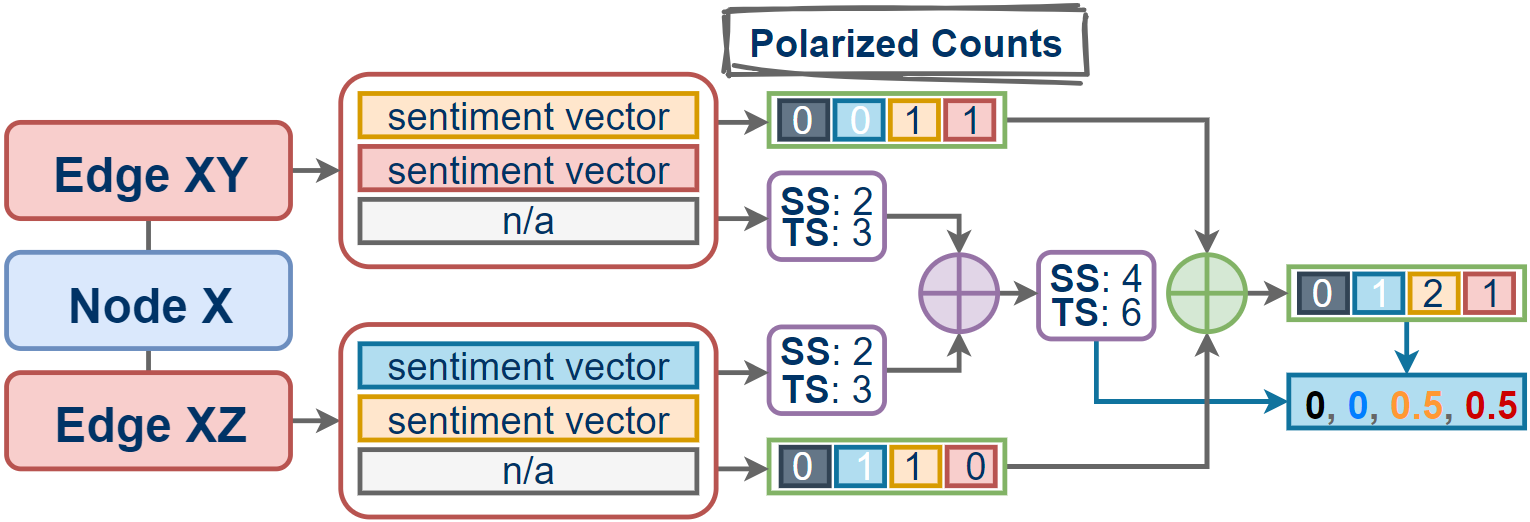 Polarized Counts
Edge XY
sentiment vector
sentiment vector
n/a
0 0 1 1
SS: 2
TS: 3
Node X
SS: 4
TS: 6
0 1 2 1
0, 0, 0.5, 0.5
Edge XZ
sentiment vector
sentiment vector
n/a
SS: 2
TS: 3
0 1 1 0